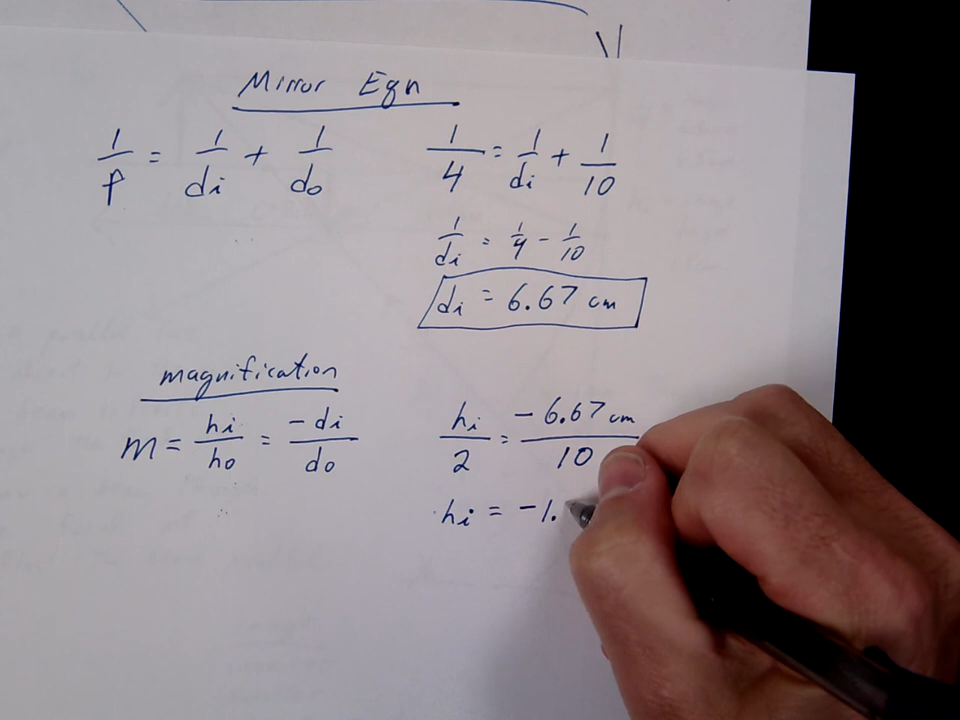 Mirror Eqn
1/f = 1/di + 1/do
1/4 = 1/di + 1/10
1/di = 1/4 - 1/10
di = 6.67 cm
magnification
m = hi/ho = -di/do
hi/2 = -6.67 cm/10
hi = -1.